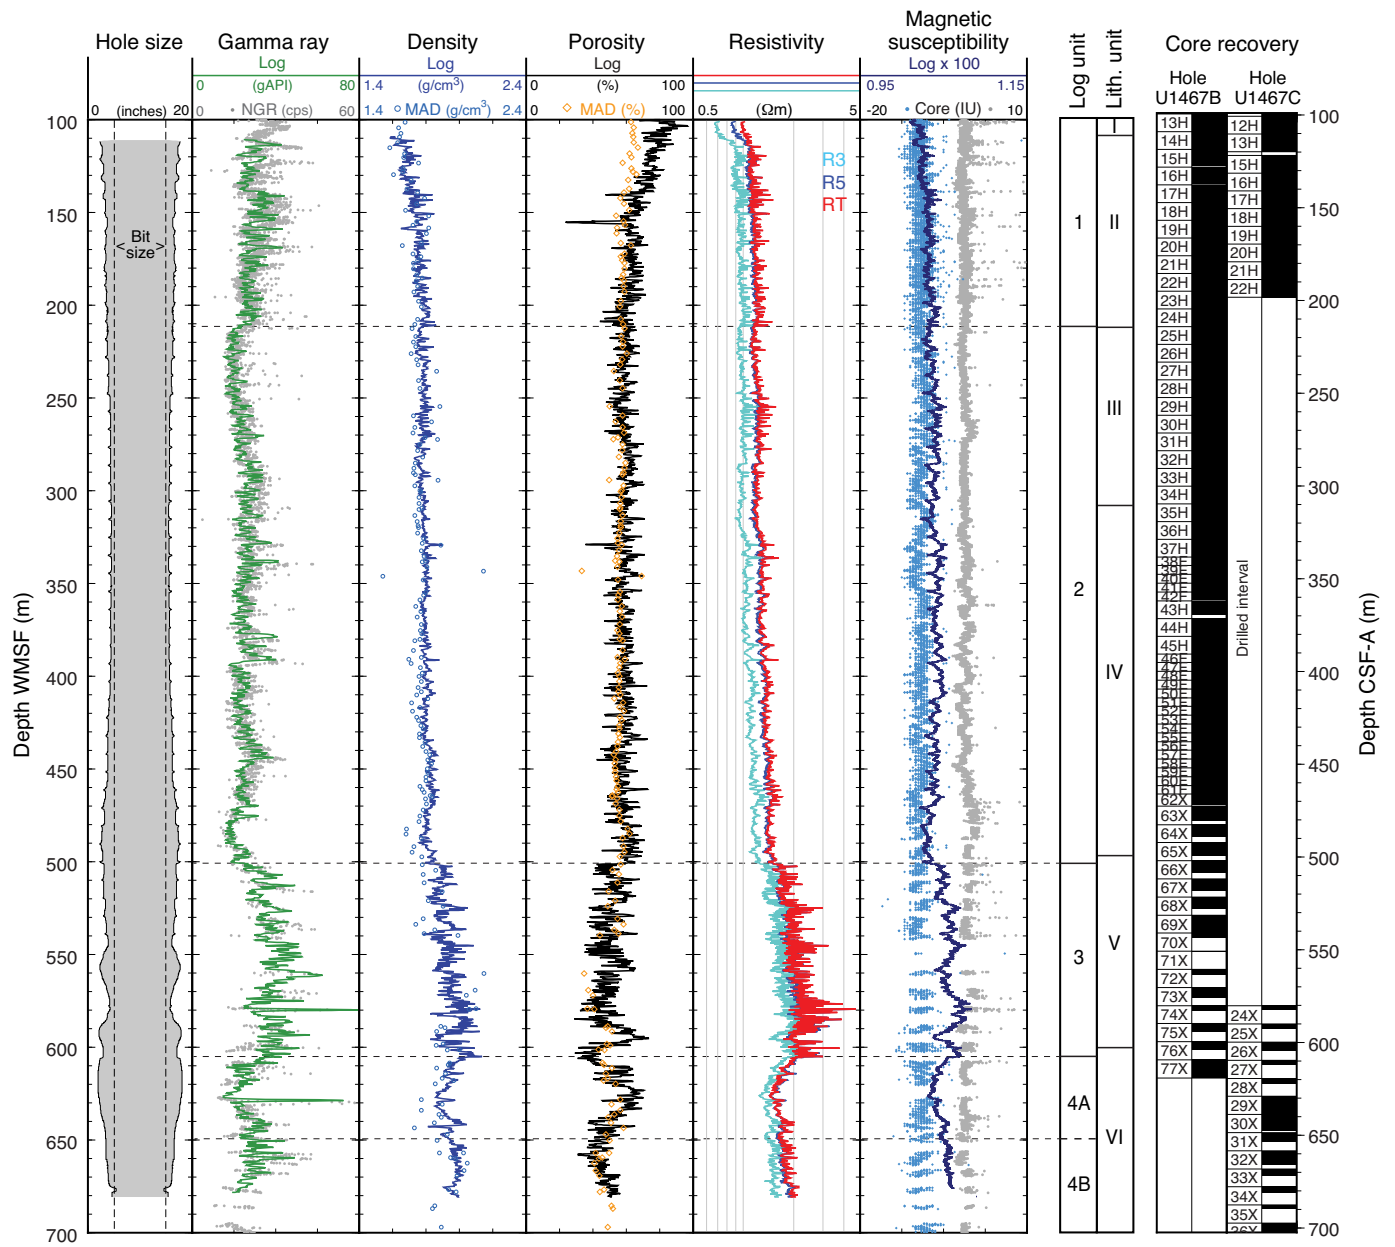 Hole size
Gamma ray
Density
Porosity
Resistivity
Magnetic
susceptibility
Core recovery
Log
Log
Log
Log x 100
Hole
U1467B
Hole
U1467C
0 (gAPI) 80
1.4 (g/cm³) 2.4
0 (%) 100
0.95 1.15
0 (inches) 20
0 NGR (cps) 60
1.4 MAD (g/cm³) 2.4
0 MAD (%) 100
0.5 (Ωm) 5
-20 Core (IU) 10
Log unit
Lith. unit
R3
R5
RT
Bit
size
Depth WMSF (m)
100
150
200
250
300
350
400
450
500
550
600
650
700
1
2
3
4A
4B
I
II
III
IV
V
VI
13H
14H
15H
16H
17H
18H
19H
20H
21H
22H
23H
24H
25H
26H
27H
28H
29H
30H
31H
32H
33H
34H
35H
36H
37H
43H
44H
45H
62X
63X
64X
65X
66X
67X
68X
69X
70X
71X
72X
73X
74X
75X
76X
77X
12H
13H
15H
16H
17H
18H
19H
20H
21H
22H
Drilled interval
24X
25X
26X
27X
28X
29X
30X
31X
32X
33X
34X
35X
36X
100
150
200
250
300
350
400
450
500
550
600
650
700
Depth CSF-A (m)